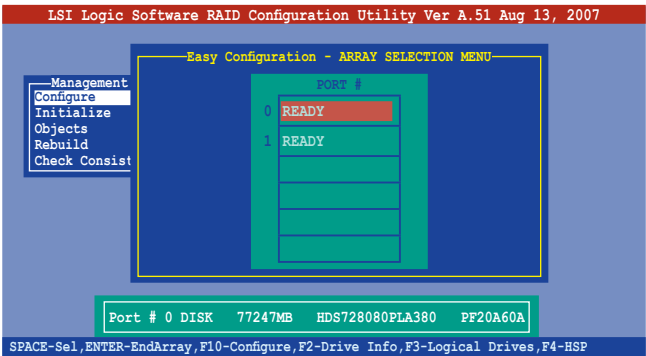 LSI Logic Software RAID Configuration Utility Ver A.51 Aug 13, 2007
Easy Configuration - ARRAY SELECTION MENU
Management
Configure
Initialize
Objects
Rebuild
Check Consist
PORT #
0 READY
1 READY
Port # 0 DISK 77247MB HDS728080PLA380 PF20A60A
SPACE-Sel,ENTER-EndArray,F10-Configure,F2-Drive Info,F3-Logical Drives,F4-HSP